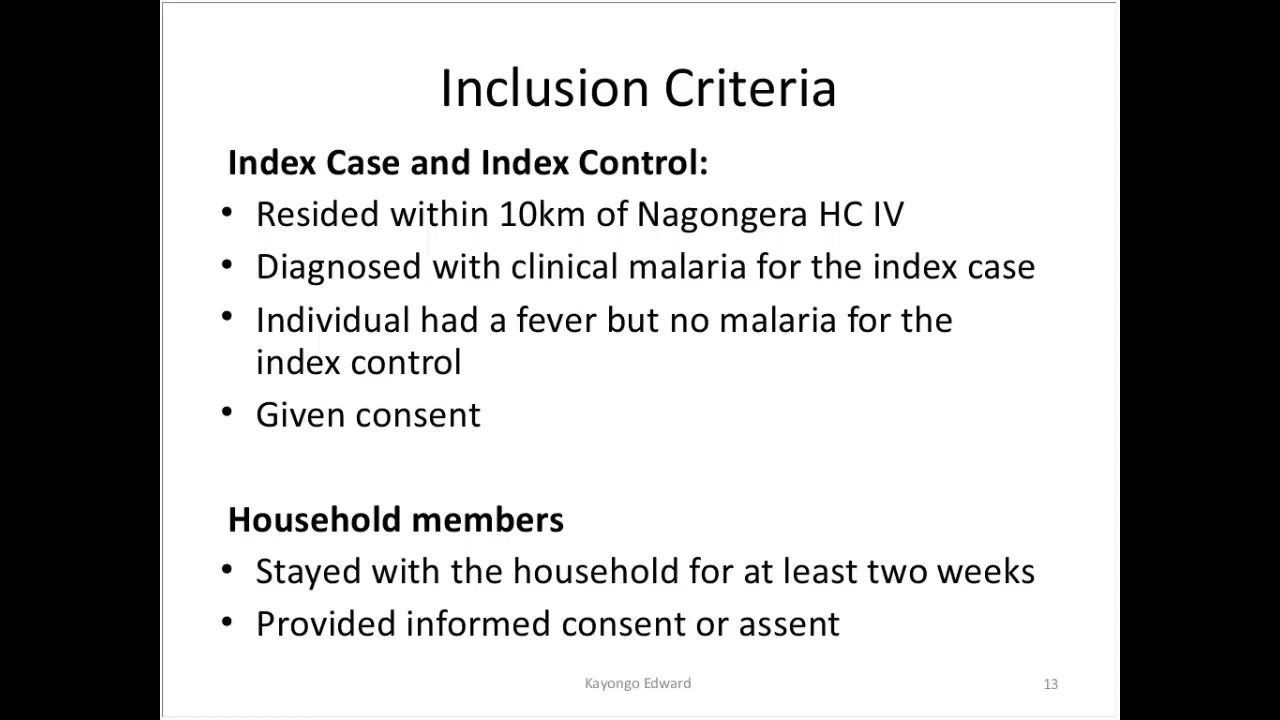 Inclusion Criteria
Index Case and Index Control:
• Resided within 10km of Nagongera HC IV
• Diagnosed with clinical malaria for the index case
• Individual had a fever but no malaria for the
index control
• Given consent
Household members
• Stayed with the household for at least two weeks
• Provided informed consent or assent
Kayongo Edward
13